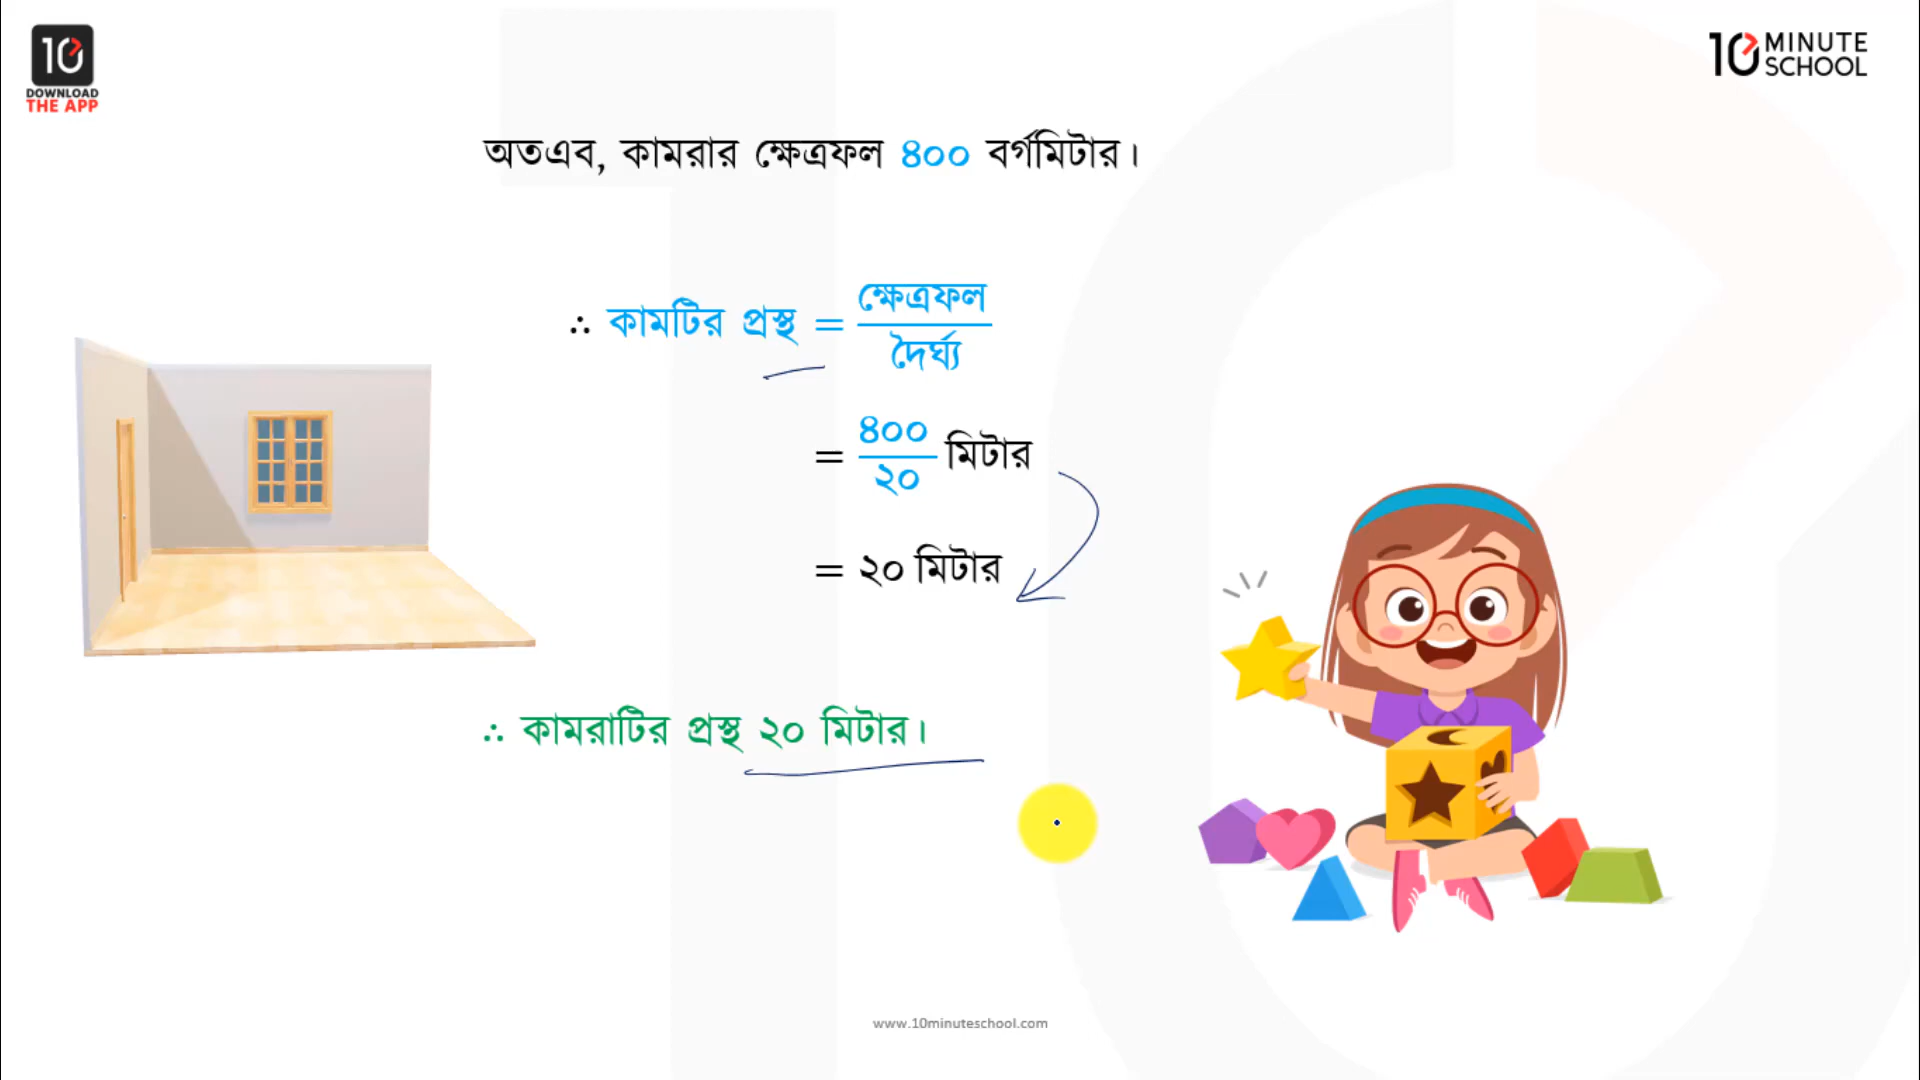 10
DOWNLOAD
THE APP
10 MINUTE
SCHOOL
অতএব, কামরার ক্ষেত্রফল ৪০০ বর্গমিটার।
∴ কামটির প্রস্থ = ক্ষেত্রফল
দৈর্ঘ্য
= ৪০০
২০ মিটার
= ২০ মিটার
∴ কামরাটির প্রস্থ ২০ মিটার।
www.10minuteschool.com